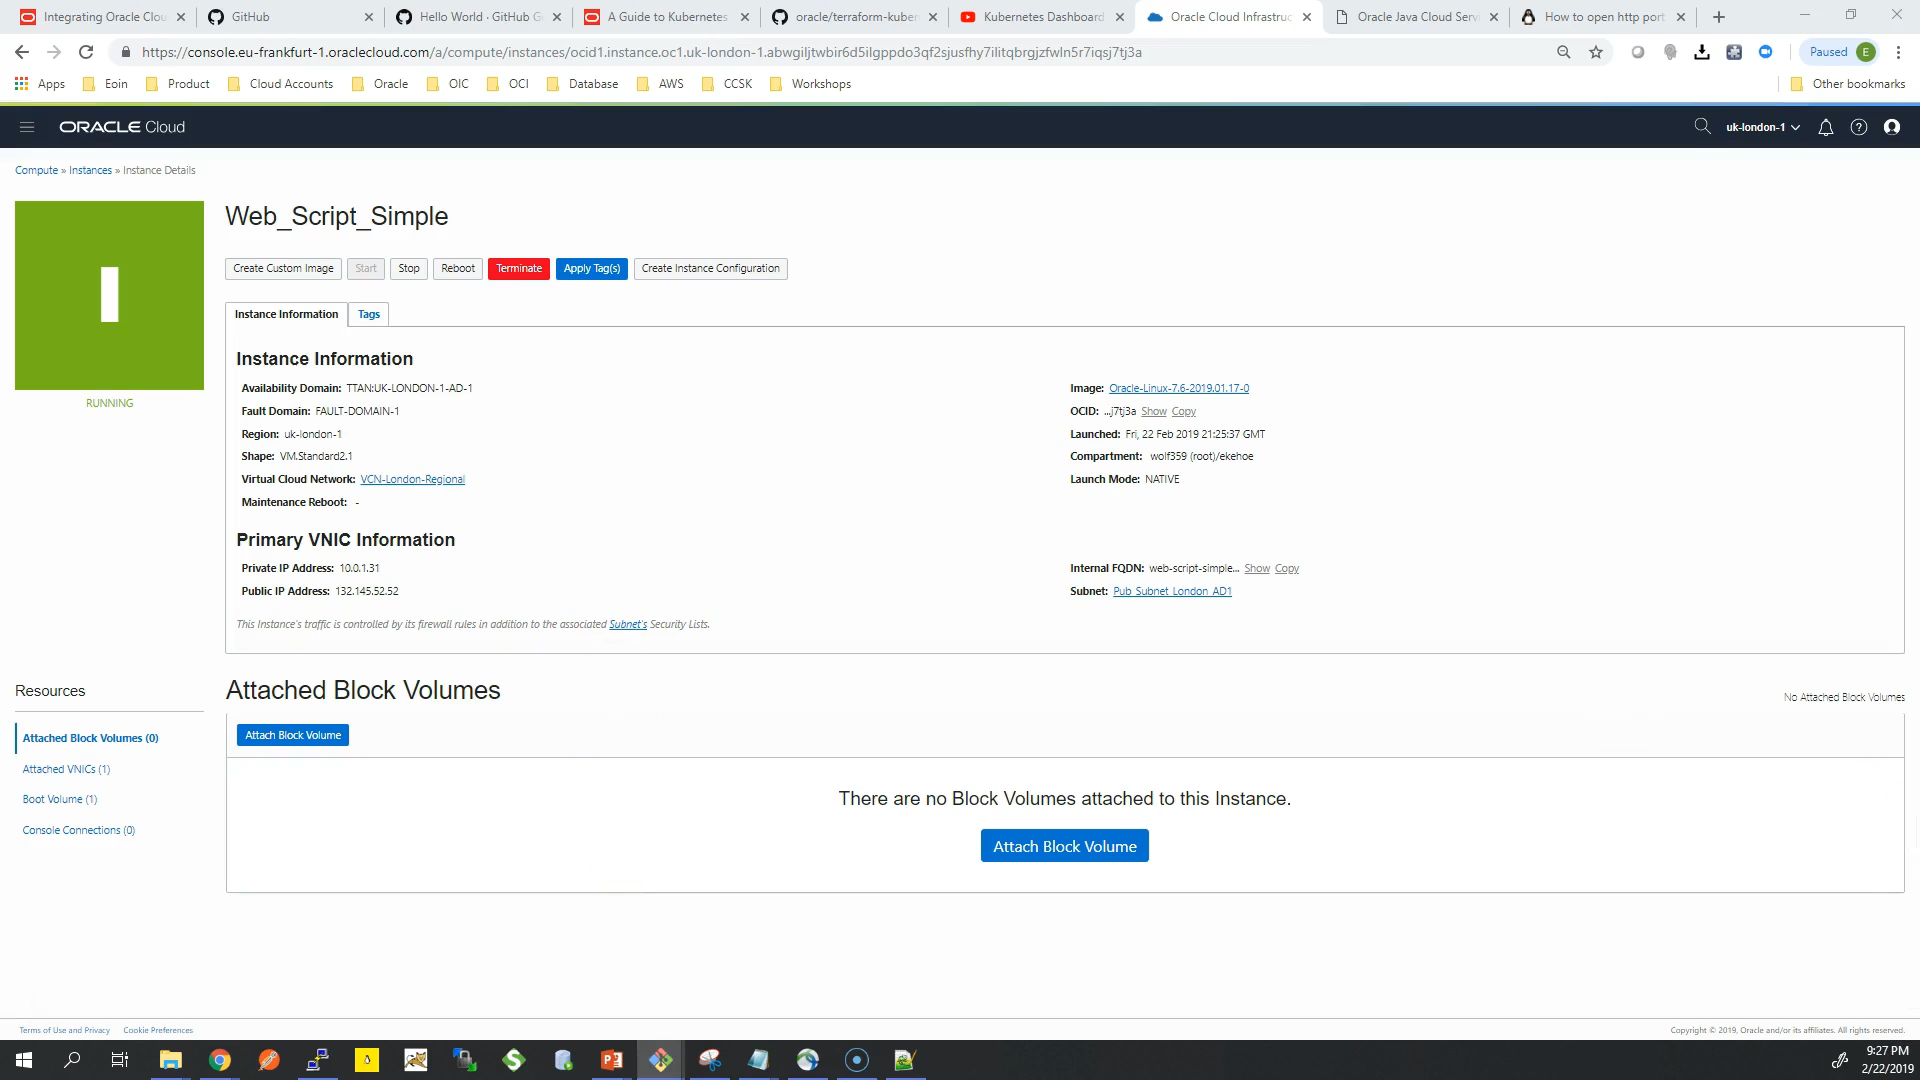 Integrating Oracle Clou
GitHub
Hello World · GitHub G
A Guide to Kubernetes
oracle/terraform-kuber
Kubernetes Dashboard
Oracle Cloud Infrastruc
Oracle Java Cloud Servi
How to open http port
https://console.eu-frankfurt-1.oraclecloud.com/a/compute/instances/ocid1.instance.oc1.uk-london-1.abwgiljtwbir6d5ilgppdo3qf2sjusfhy7ilitqbrgjzfwln5r7iqsj7tj3a
Paused E
Apps Eoin Product Cloud Accounts Oracle OIC OCI Database AWS CCSK Workshops Other bookmarks
ORACLE Cloud
uk-london-1
Compute » Instances » Instance Details
Web_Script_Simple
RUNNING
Create Custom Image Start Stop Reboot Terminate Apply Tag(s) Create Instance Configuration
Instance Information Tags
Instance Information
Availability Domain: TTAN:UK-LONDON-1-AD-1
Fault Domain: FAULT-DOMAIN-1
Region: uk-london-1
Shape: VM.Standard2.1
Virtual Cloud Network: VCN-London-Regional
Maintenance Reboot: -
Image: Oracle-Linux-7.6-2019.01.17-0
OCID: ...j7tj3a Show Copy
Launched: Fri, 22 Feb 2019 21:25:37 GMT
Compartment: wolf359 (root)/ekehoe
Launch Mode: NATIVE
Primary VNIC Information
Private IP Address: 10.0.1.31
Public IP Address: 132.145.52.52
Internal FQDN: web-script-simple... Show Copy
Subnet: Pub Subnet London AD1
This Instance's traffic is controlled by its firewall rules in addition to the associated Subnet's Security Lists.
Resources
Attached Block Volumes (0)
Attached VNICs (1)
Boot Volume (1)
Console Connections (0)
Attached Block Volumes
No Attached Block Volumes
Attach Block Volume
There are no Block Volumes attached to this Instance.
Attach Block Volume
Terms of Use and Privacy Cookie Preferences
Copyright © 2019, Oracle and/or its affiliates. All rights reserved.
9:27 PM
2/22/2019